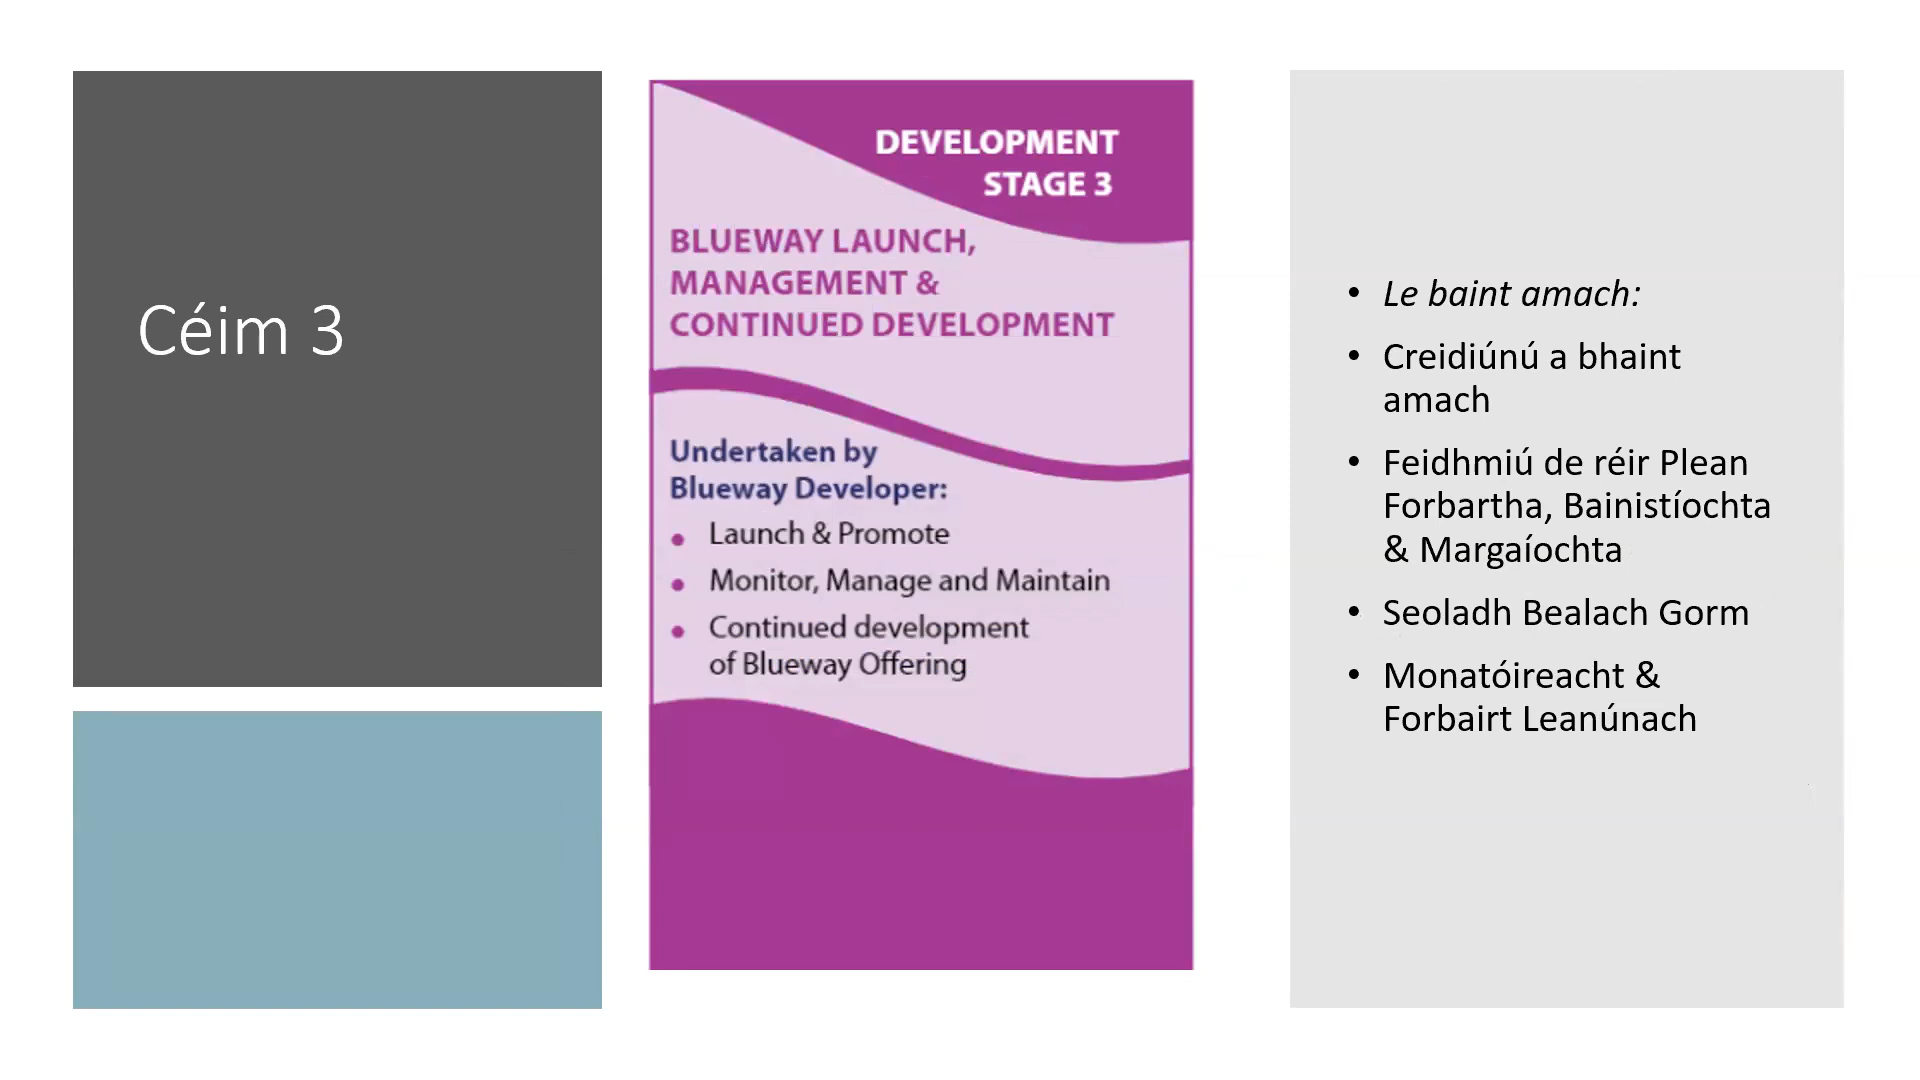 Céim 3
DEVELOPMENT
STAGE 3
BLUEWAY LAUNCH,
MANAGEMENT &
CONTINUED DEVELOPMENT
Undertaken by
Blueway Developer:
• Launch & Promote
• Monitor, Manage and Maintain
• Continued development
of Blueway Offering
• Le baint amach:
• Creidiúnú a bhaint
amach
• Feidhmiú de réir Plean
Forbartha, Bainistíochta
& Margaíochta
• Seoladh Bealach Gorm
• Monatóireacht &
Forbairt Leanúnach